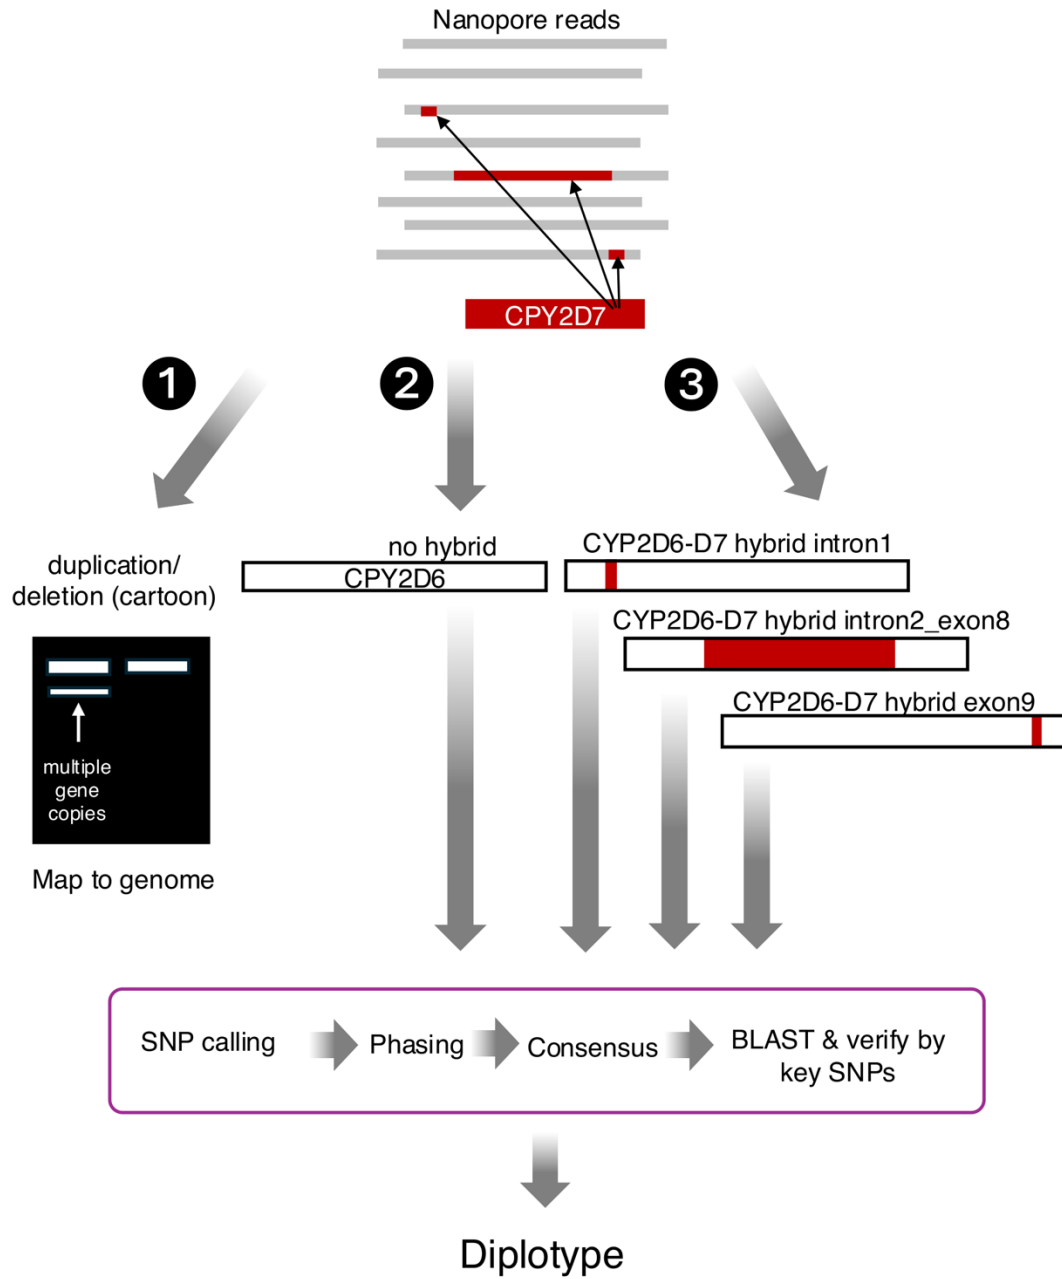 Nanopore reads
CPY2D7
1
2
3
duplication/
deletion (cartoon)
multiple
gene
copies
Map to genome
no hybrid
CPY2D6
CYP2D6-D7 hybrid intron1
CYP2D6-D7 hybrid intron2_exon8
CYP2D6-D7 hybrid exon9
SNP calling
Phasing
Consensus
BLAST & verify by
key SNPs
Diplotype